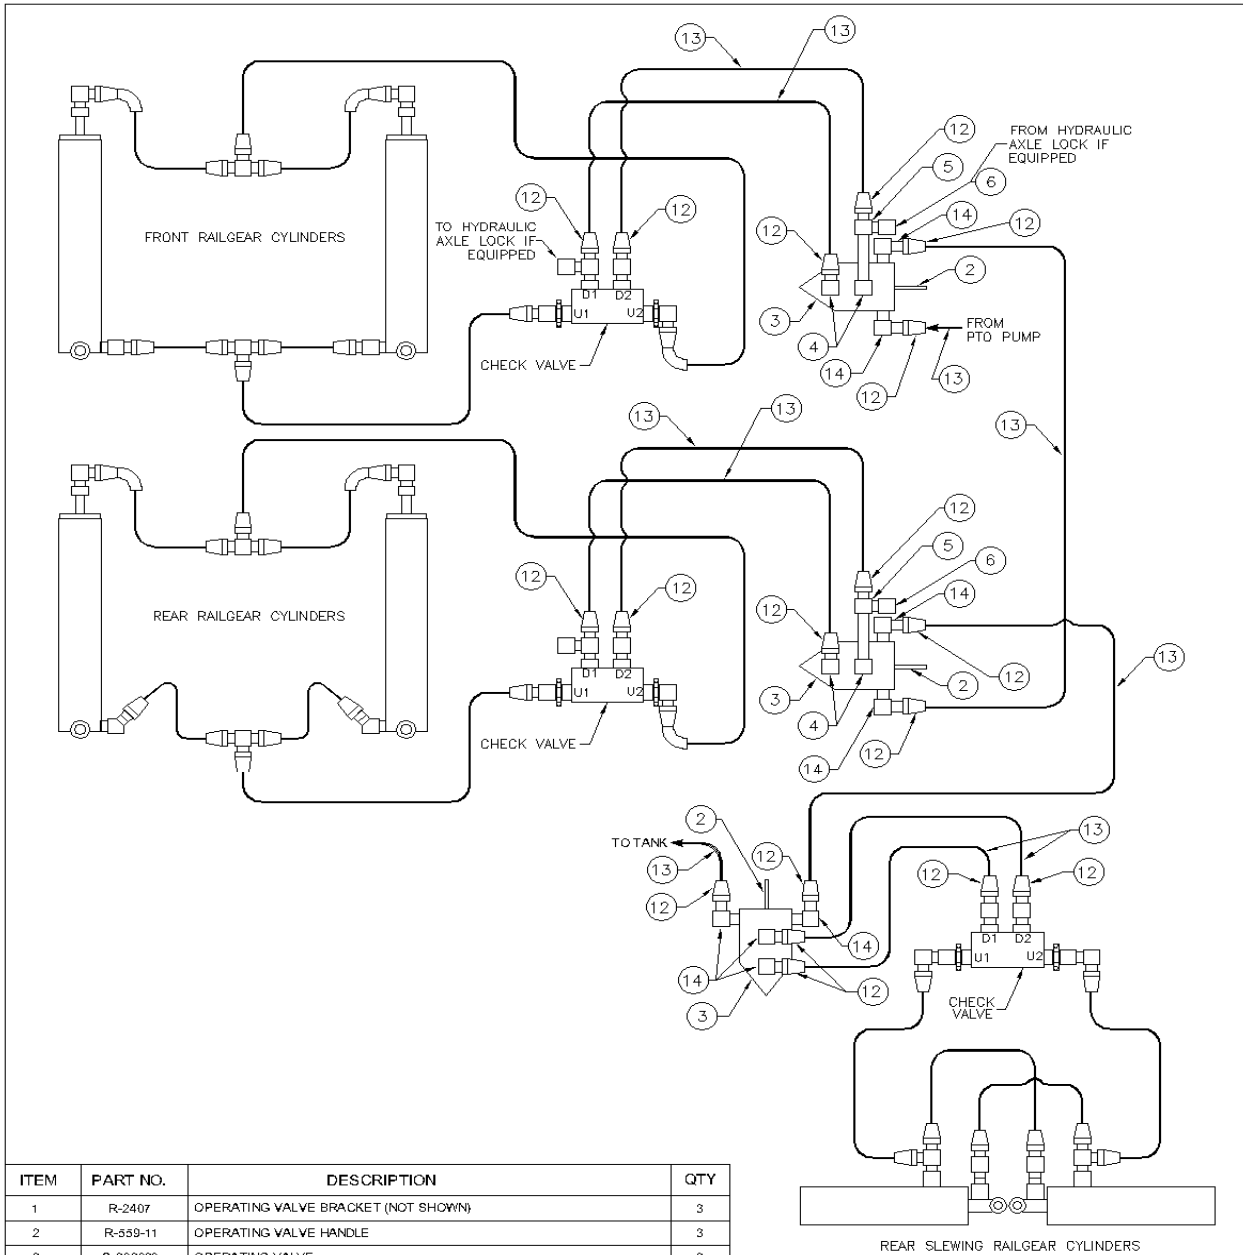 13
13
12
FROM HYDRAULIC
AXLE LOCK IF
EQUIPPED
5
6
12
12
14
12
TO HYDRAULIC
AXLE LOCK IF
EQUIPPED
FRONT RAILGEAR CYLINDERS
12
2
D1 D2
U1 U2
3
FROM
PTO PUMP
CHECK VALVE
4
14
12
13
13
13
13
12
5
6
12
12
14
12
REAR RAILGEAR CYLINDERS
13
D1 D2
U1 U2
12
2
3
4
CHECK VALVE
12
14
2
TO TANK
13
12
13
12
12
12
14
D1 D2
U1 U2
14
12
3
CHECK
VALVE
REAR SLEWING RAILGEAR CYLINDERS
ITEM PART NO. DESCRIPTION QTY
1 R-2407 OPERATING VALVE BRACKET (NOT SHOWN) 3
2 R-559-11 OPERATING VALVE HANDLE 3